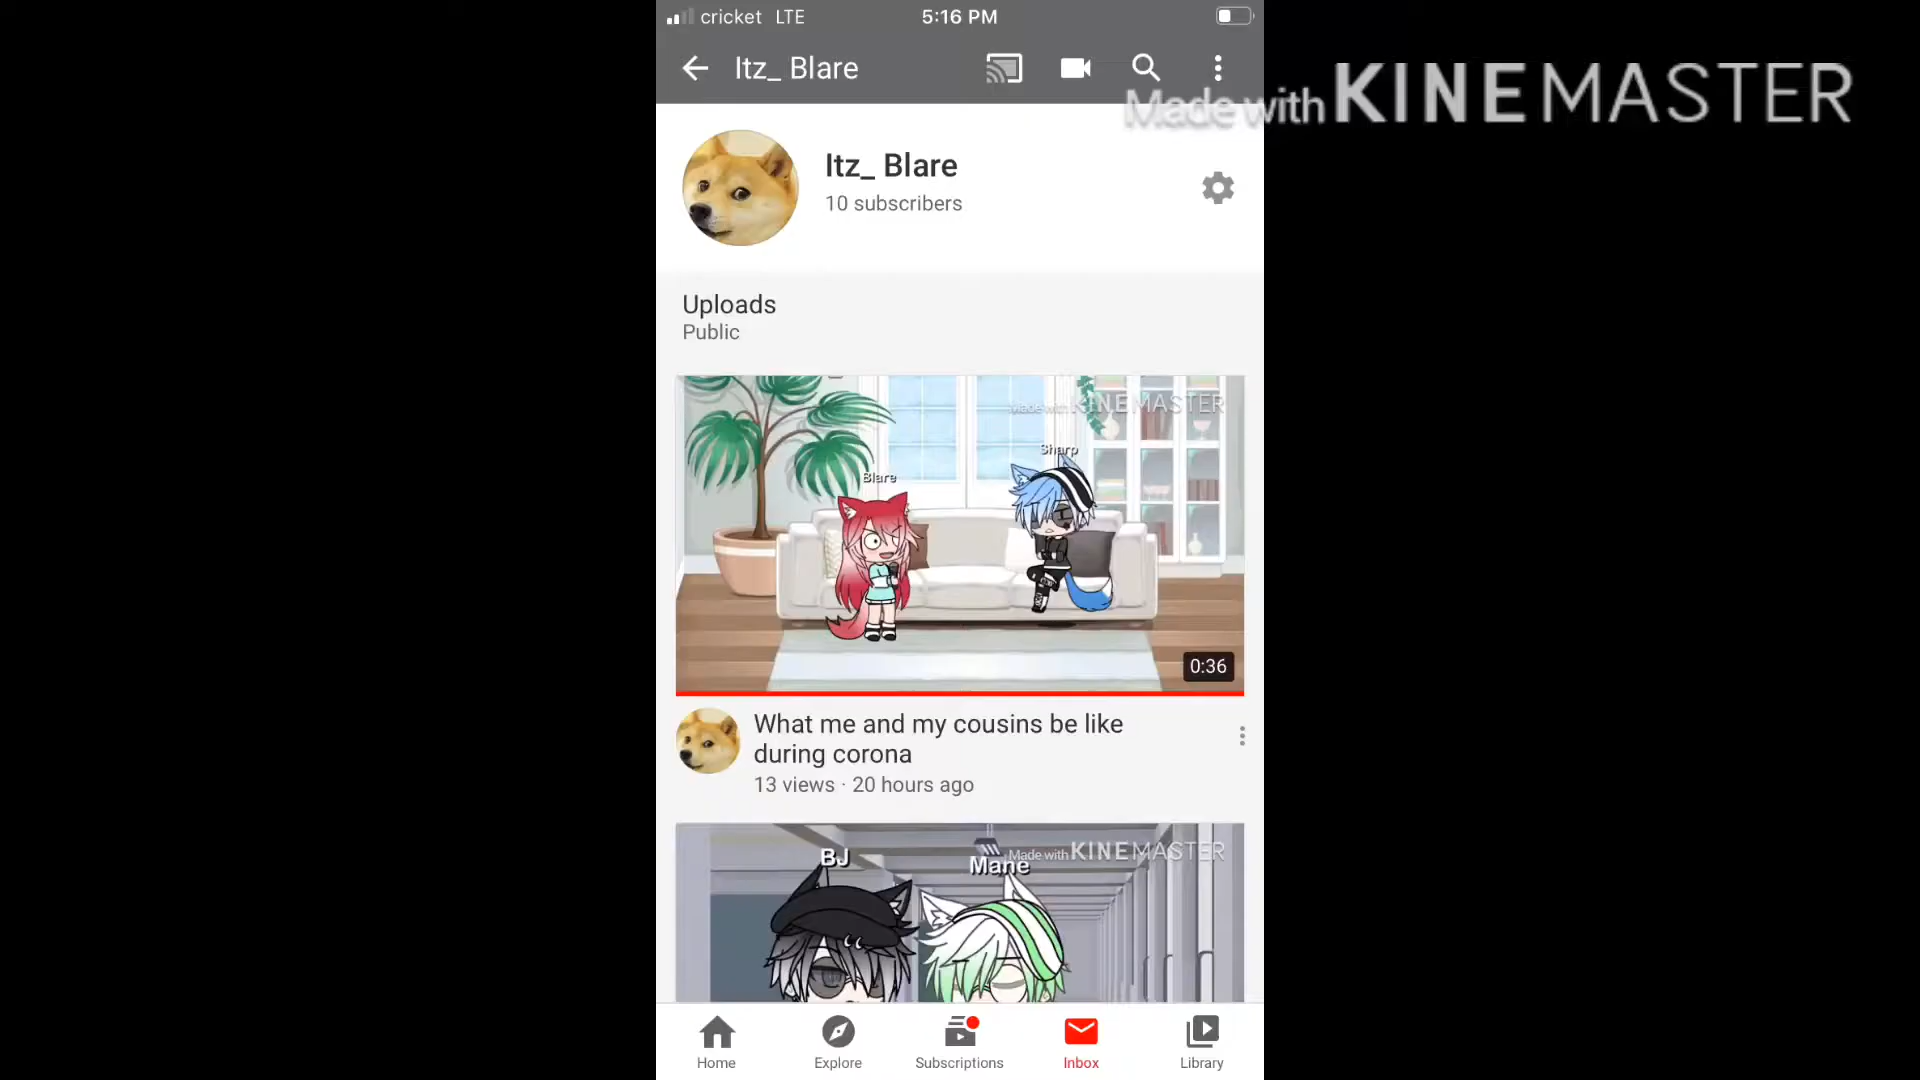 cricket LTE
5:16 PM
Itz_ Blare
Made with KINEMASTER
Itz_ Blare
10 subscribers
Uploads
Public
Made with KINEMASTER
Sharp
Blare
0:36
What me and my cousins be like
during corona
13 views · 20 hours ago
BJ
Made with KINEMASTER
Mane
Home
Explore
Subscriptions
Inbox
Library